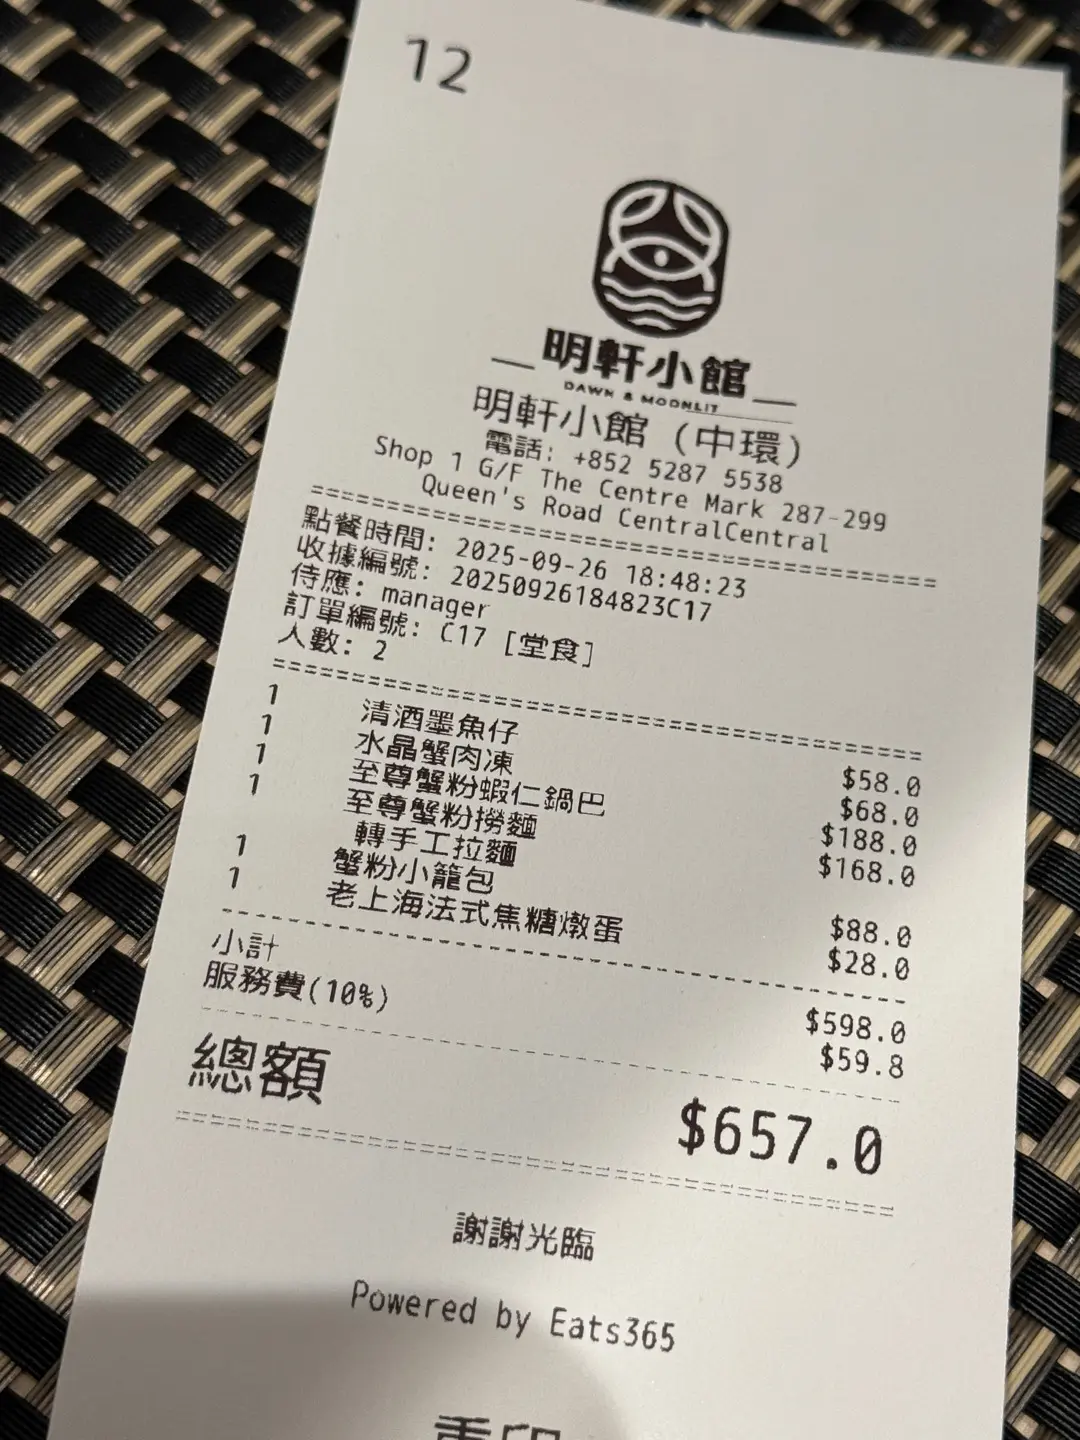 12
明軒小館
DAWN & MOONLIT
明軒小館 (中環)
電話: +852 5287 5538
Shop 1 G/F The Centre Mark 287-299
Queen's Road CentralCentral
================================
點餐時間: 2025-09-26 18:48:23
收據編號: 20250926184823C17
侍應: manager
訂單編號: C17 [堂食]
人數: 2
================================
1 清酒墨魚仔 $58.0
1 水晶蟹肉凍 $68.0
1 至尊蟹粉蝦仁鍋巴 $188.0
1 至尊蟹粉撈麵 $168.0
轉手工拉麵
1 蟹粉小籠包 $88.0
1 老上海法式焦糖燉蛋 $28.0
小計 $598.0
服務費(10%) $59.8
總額 $657.0
謝謝光臨
Powered by Eats365